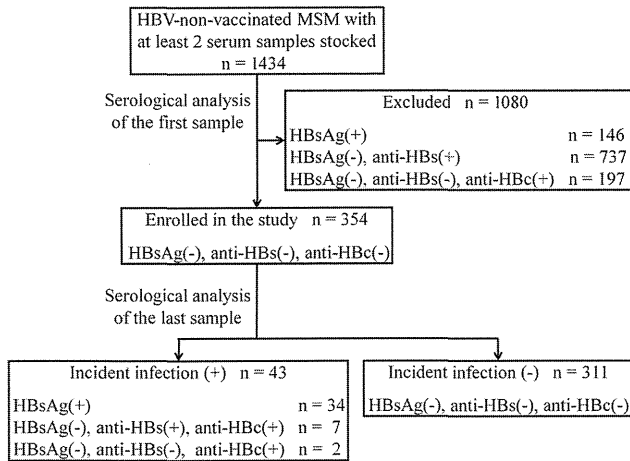 HBV-non-vaccinated MSM with
at least 2 serum samples stocked
n = 1434
Serological analysis
of the first sample
Excluded n = 1080
HBsAg(+) n = 146
HBsAg(-), anti-HBs(+) n = 737
HBsAg(-), anti-HBs(-), anti-HBc(+) n = 197
Enrolled in the study n = 354
HBsAg(-), anti-HBs(-), anti-HBc(-)
Serological analysis
of the last sample
Incident infection (+) n = 43
HBsAg(+) n = 34
HBsAg(-), anti-HBs(+), anti-HBc(+) n = 7
HBsAg(-), anti-HBs(-), anti-HBc(+) n = 2
Incident infection (-) n = 311
HBsAg(-), anti-HBs(-), anti-HBc(-)